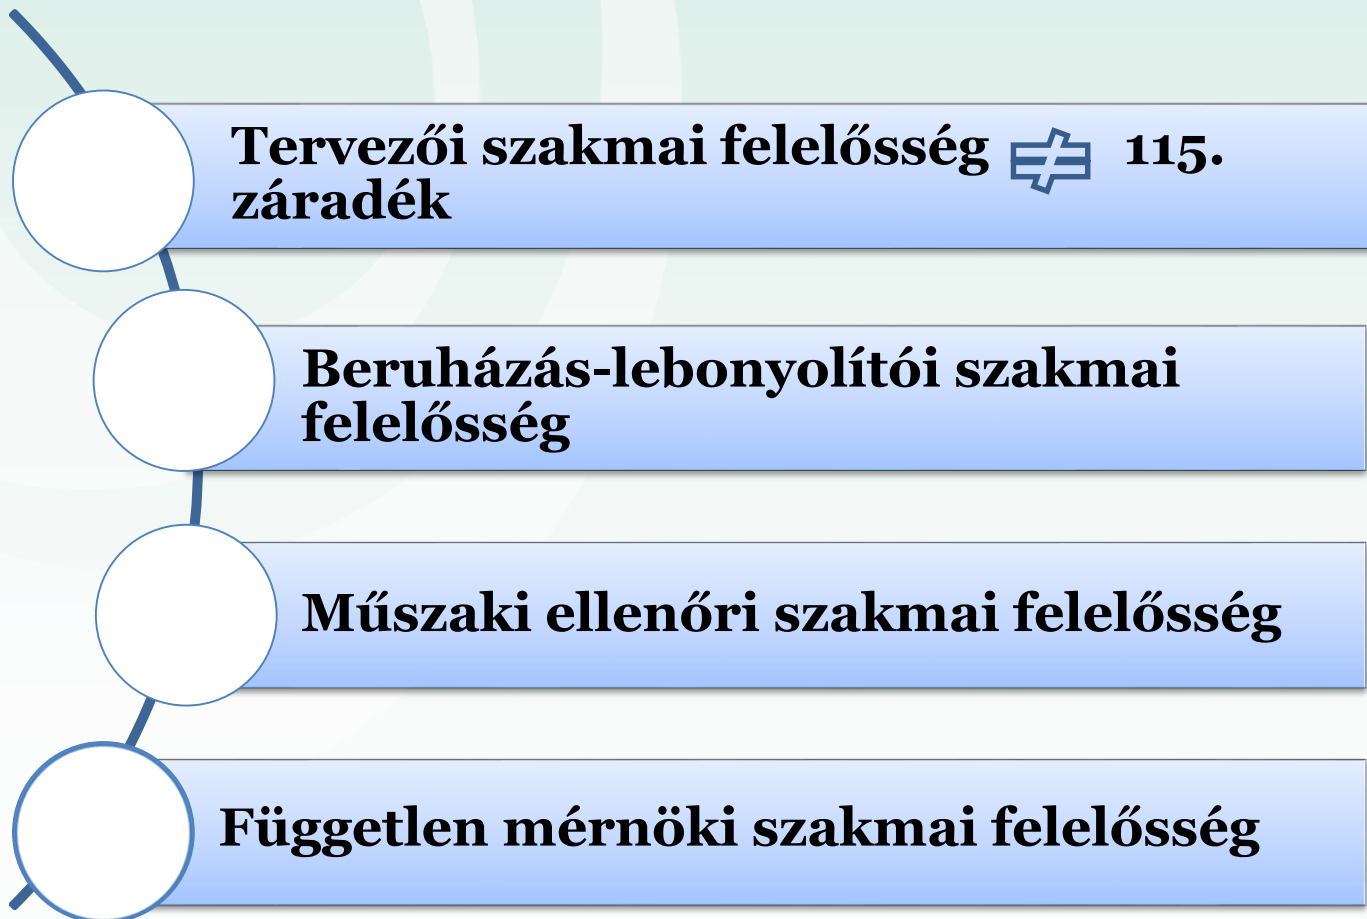 Tervezői szakmai felelősség ≠ 115.
záradék
Beruházás-lebonyolítói szakmai
felelősség
Műszaki ellenőri szakmai felelősség
Független mérnöki szakmai felelősség